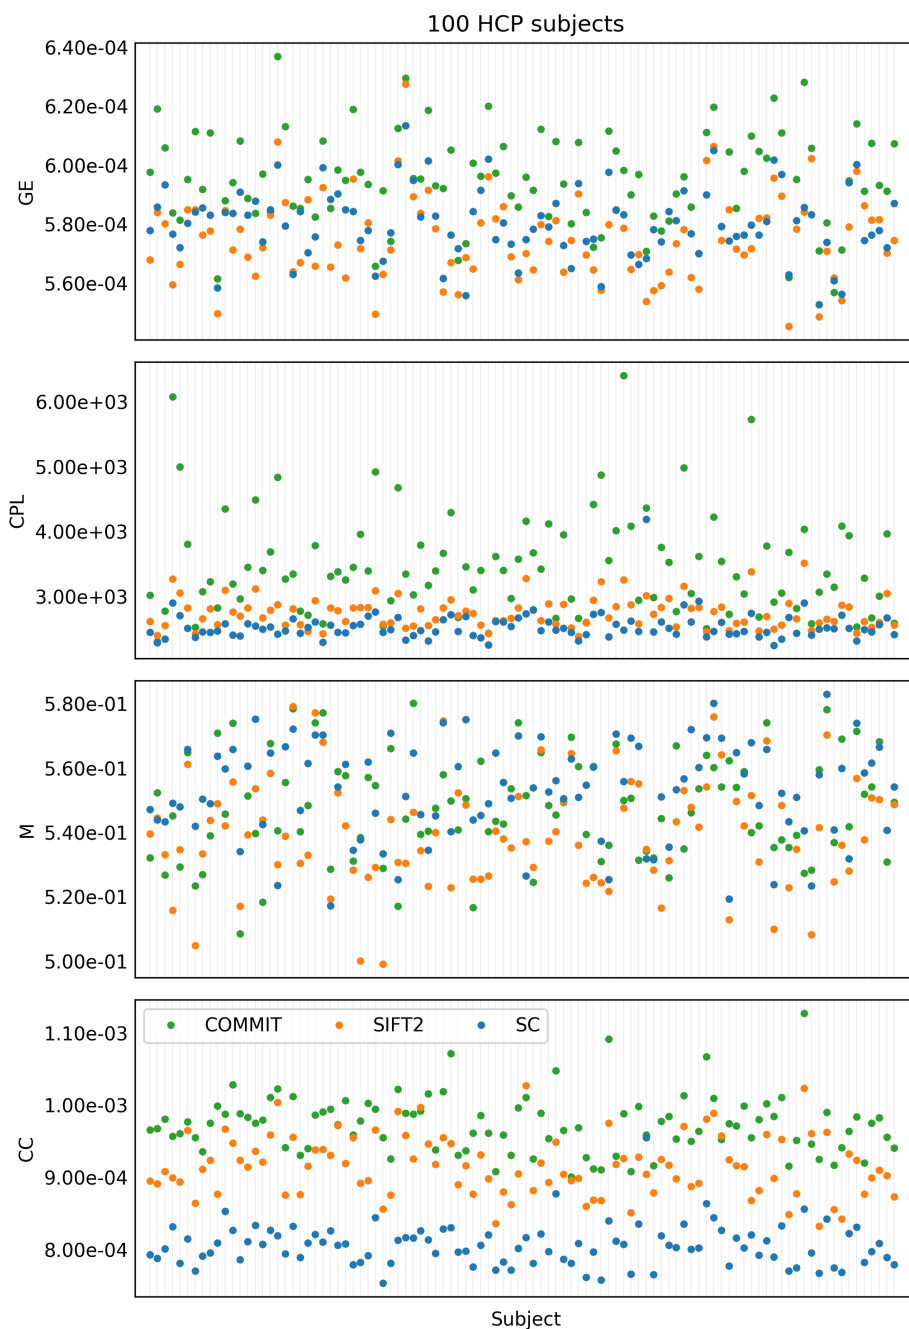 100 HCP subjects
6.40e-04
6.20e-04
6.00e-04
5.80e-04
5.60e-04
GE
6.00e+03
5.00e+03
4.00e+03
3.00e+03
CPL
5.80e-01
5.60e-01
5.40e-01
5.20e-01
5.00e-01
M
COMMIT SIFT2 SC
1.10e-03
1.00e-03
9.00e-04
8.00e-04
CC
Subject